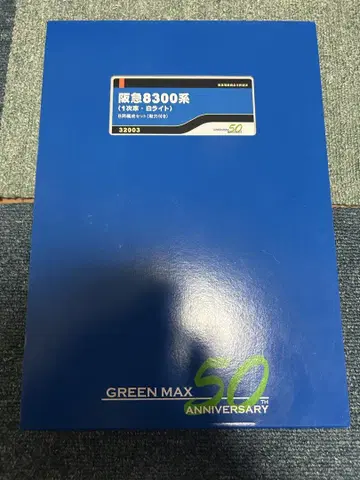 阪急8300系
(1次車・白ライト)
8両編成セット(動力付き)
32003
50
GREEN MAX 50TH
ANNIVERSARY